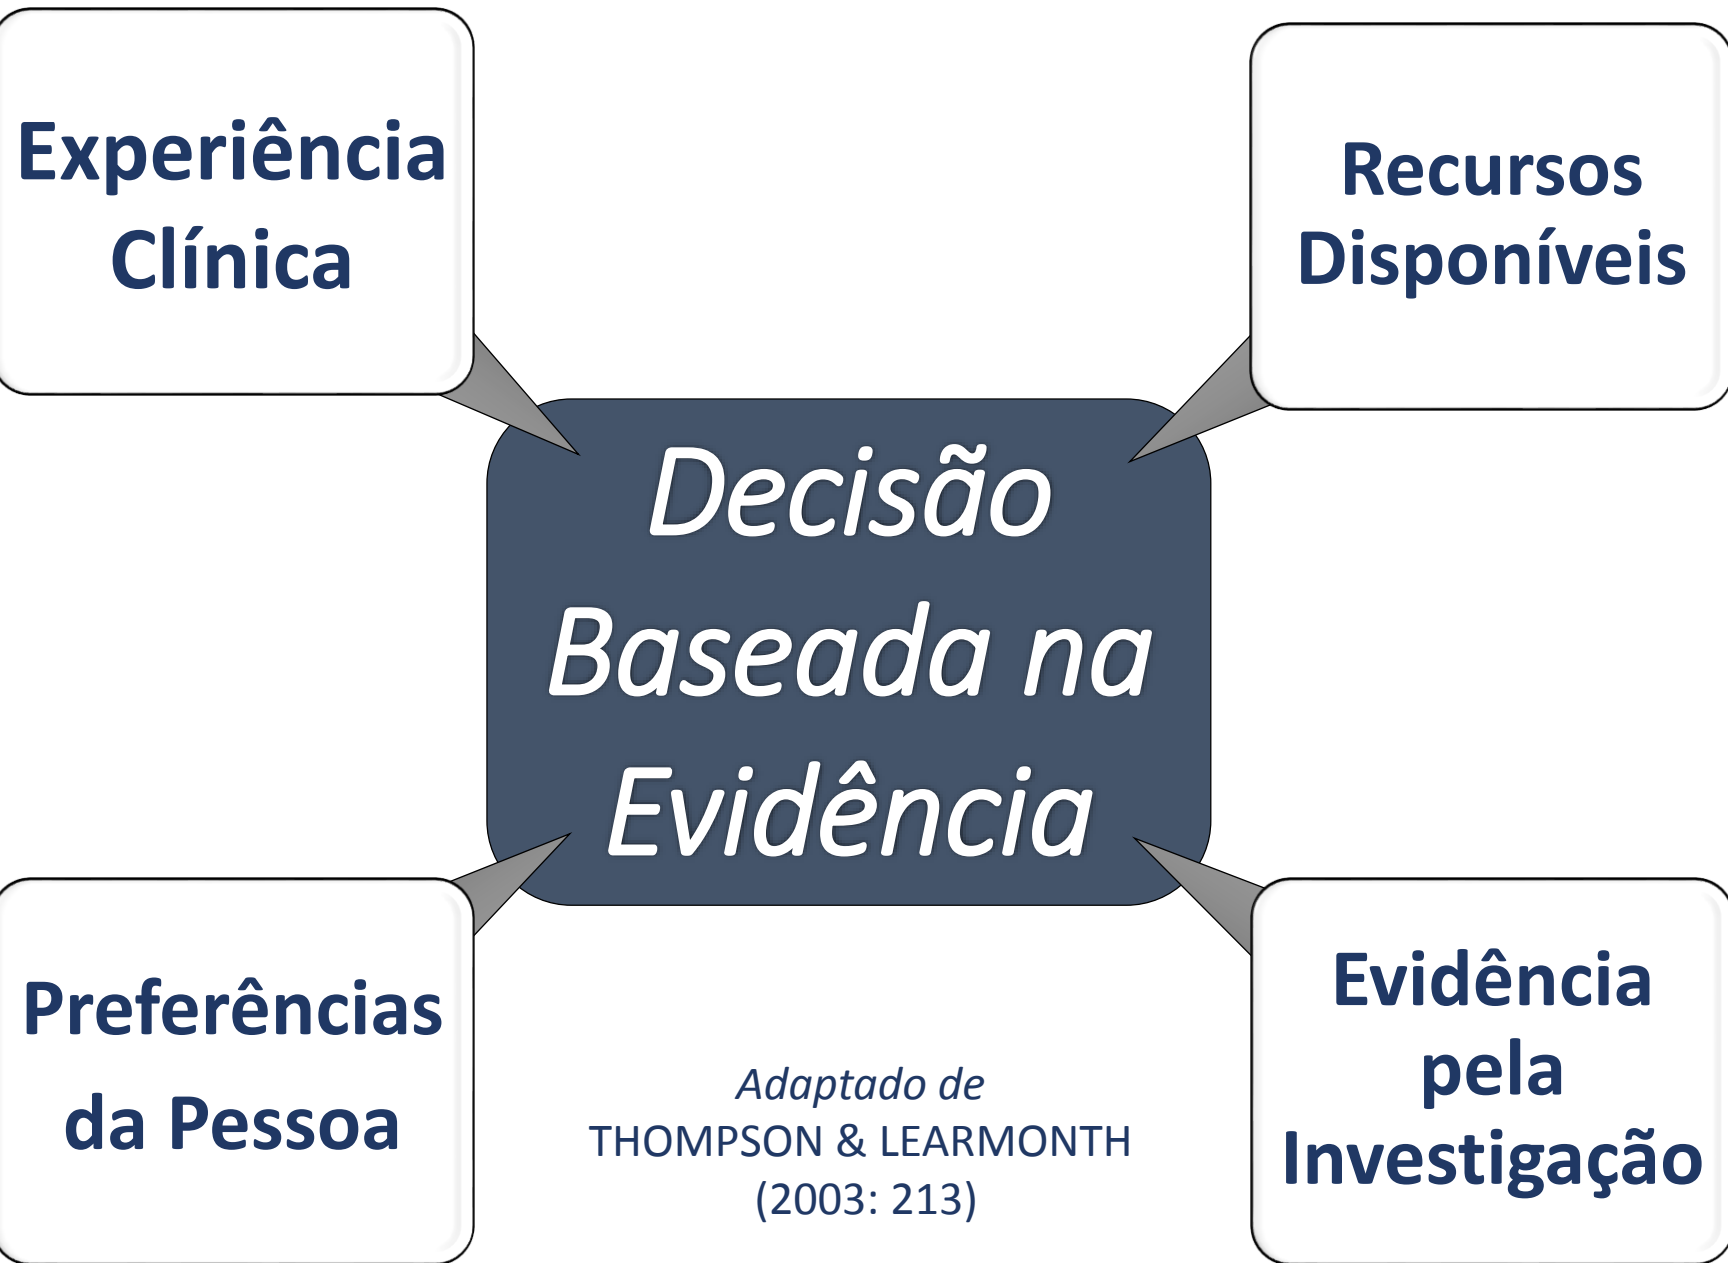 Experiência
Clínica
Recursos
Disponíveis
Decisão
Baseada na
Evidência
Preferências
da Pessoa
Evidência
pela
Investigação
Adaptado de
THOMPSON & LEARMONTH
(2003: 213)